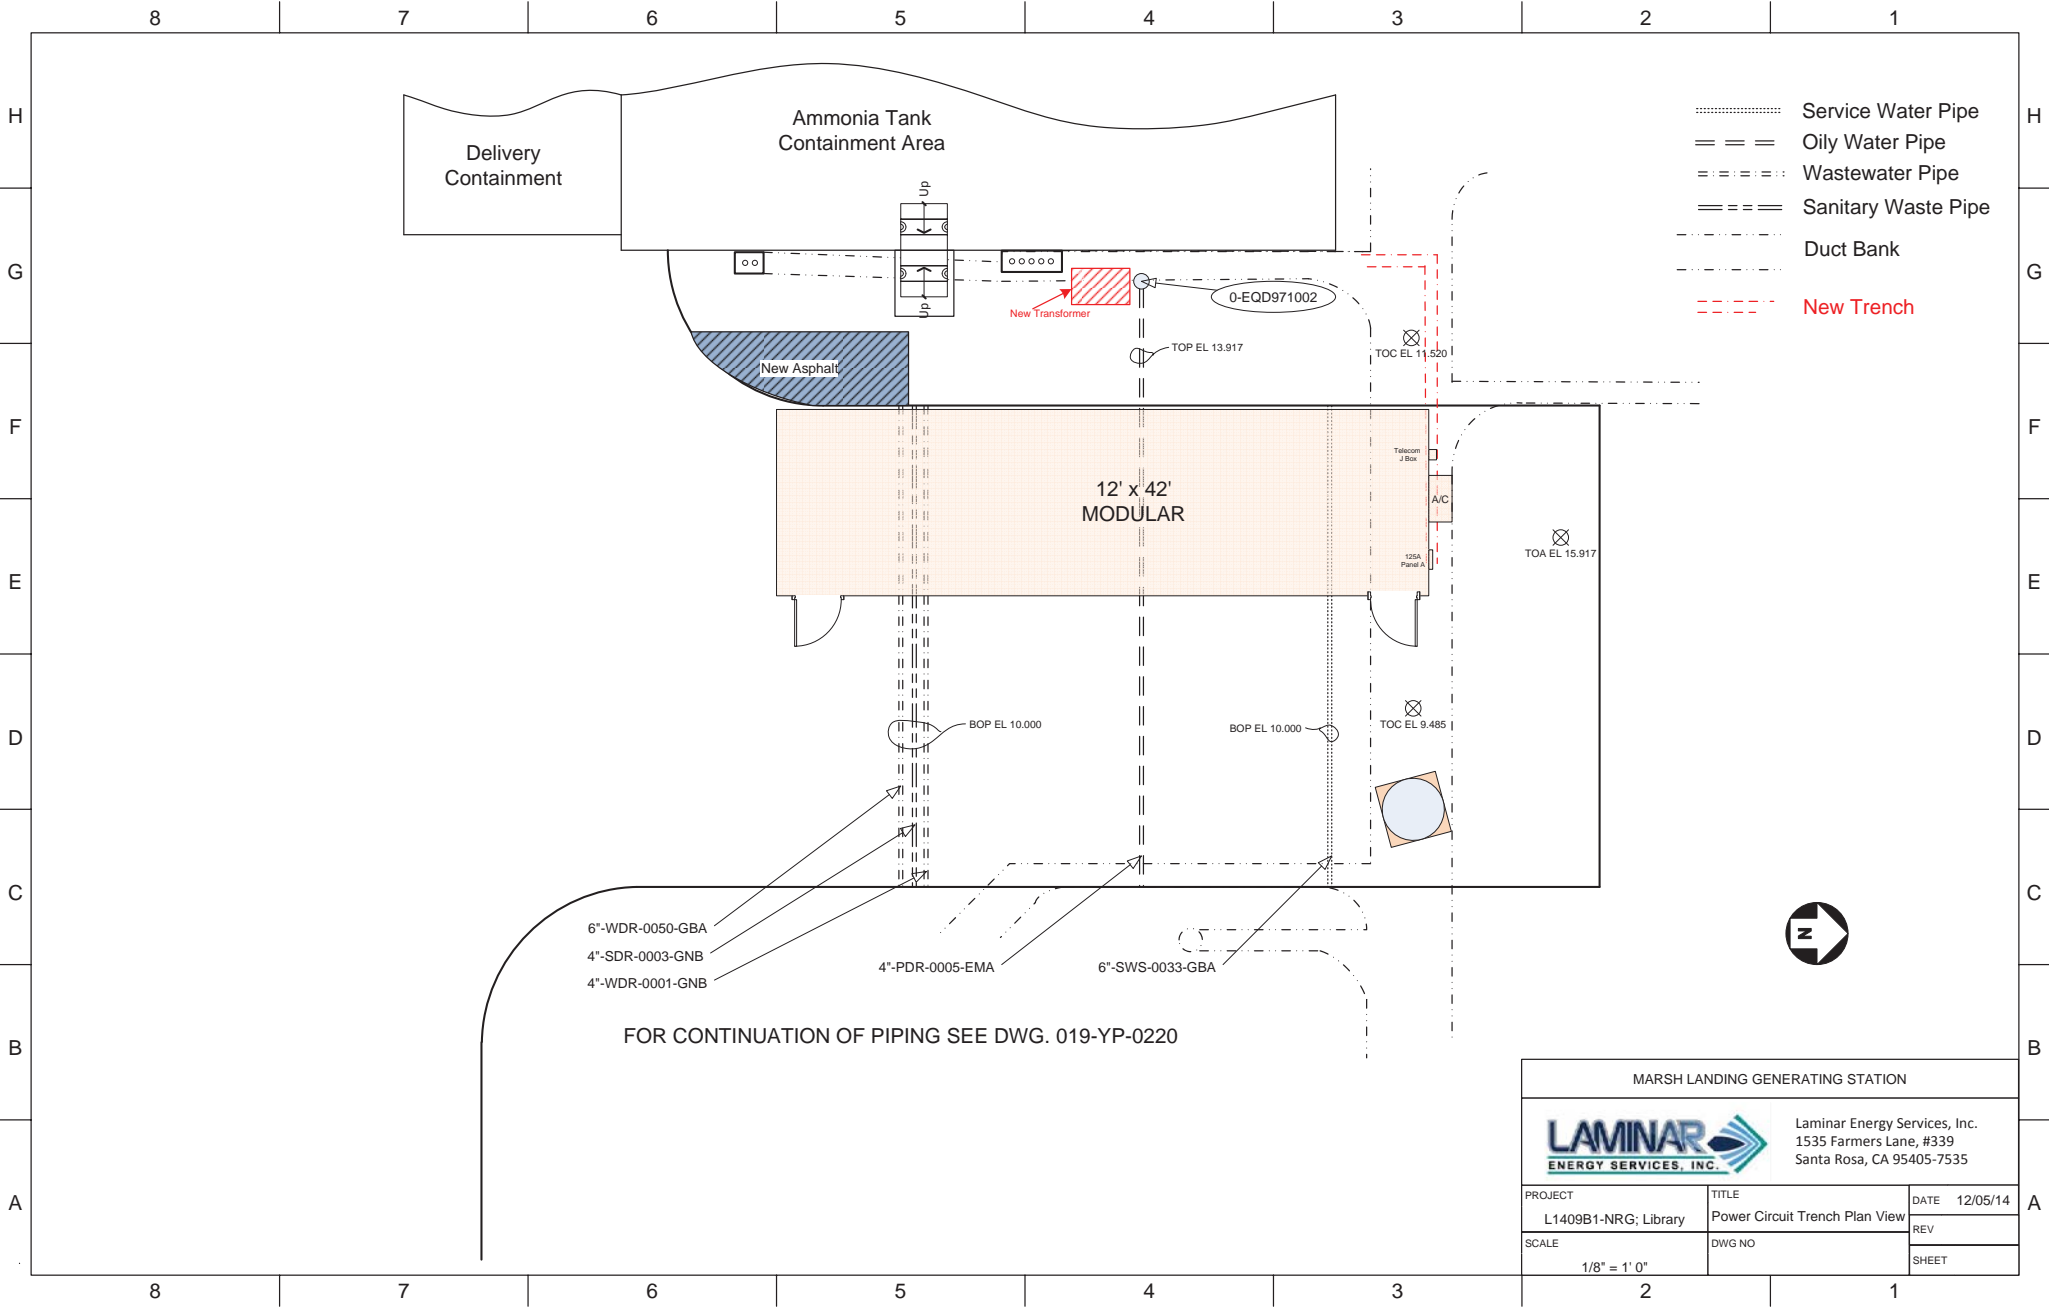 8 7 6 5 4 3 2 1
H H
G G
F F
E E
D D
C C
B B
A A
Delivery
Containment
Ammonia Tank
Containment Area
Up
Up
Service Water Pipe
Oily Water Pipe
Wastewater Pipe
Sanitary Waste Pipe
Duct Bank
New Trench
New Transformer
0-EQD971002
TOP EL 13.917
TOC EL 11.520
New Asphalt
12' x 42'
MODULAR
Telecom
J Box
A/C
125A
Panel A
TOA EL 15.917
BOP EL 10.000
BOP EL 10.000
TOC EL 9.485
6"-WDR-0050-GBA
4"-SDR-0003-GNB
4"-WDR-0001-GNB
4"-PDR-0005-EMA
6"-SWS-0033-GBA
N
FOR CONTINUATION OF PIPING SEE DWG. 019-YP-0220
MARSH LANDING GENERATING STATION
LAMINAR
ENERGY SERVICES, INC.
Laminar Energy Services, Inc.
1535 Farmers Lane, #339
Santa Rosa, CA 95405-7535
PROJECT
L1409B1-NRG; Library
TITLE
Power Circuit Trench Plan View
DATE 12/05/14
REV
SCALE
1/8" = 1' 0"
DWG NO
SHEET
8 7 6 5 4 3 2 1